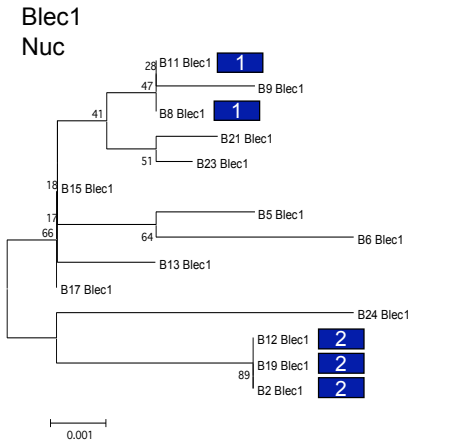 Blec1
Nuc
28 B11 Blec1 1
47 B9 Blec1
B8 Blec1 1
41
B21 Blec1
51 B23 Blec1
18 B15 Blec1
17 B5 Blec1
66
64 B6 Blec1
B13 Blec1
B17 Blec1
B24 Blec1
B12 Blec1 2
B19 Blec1 2
89 B2 Blec1 2
0.001